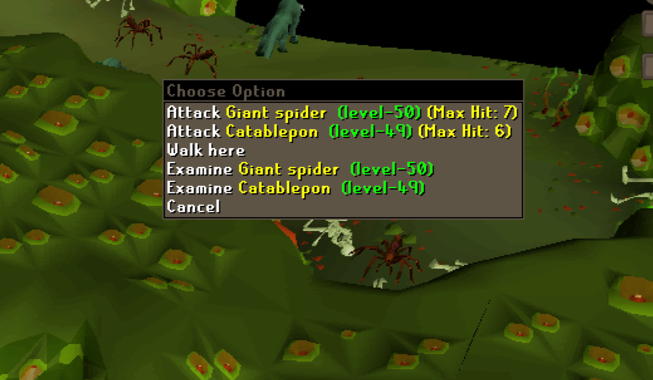 Choose Option
Attack Giant spider (level-50) (Max Hit: 7)
Attack Catablepon (level-49) (Max Hit: 6)
Walk here
Examine Giant spider (level-50)
Examine Catablepon (level-49)
Cancel